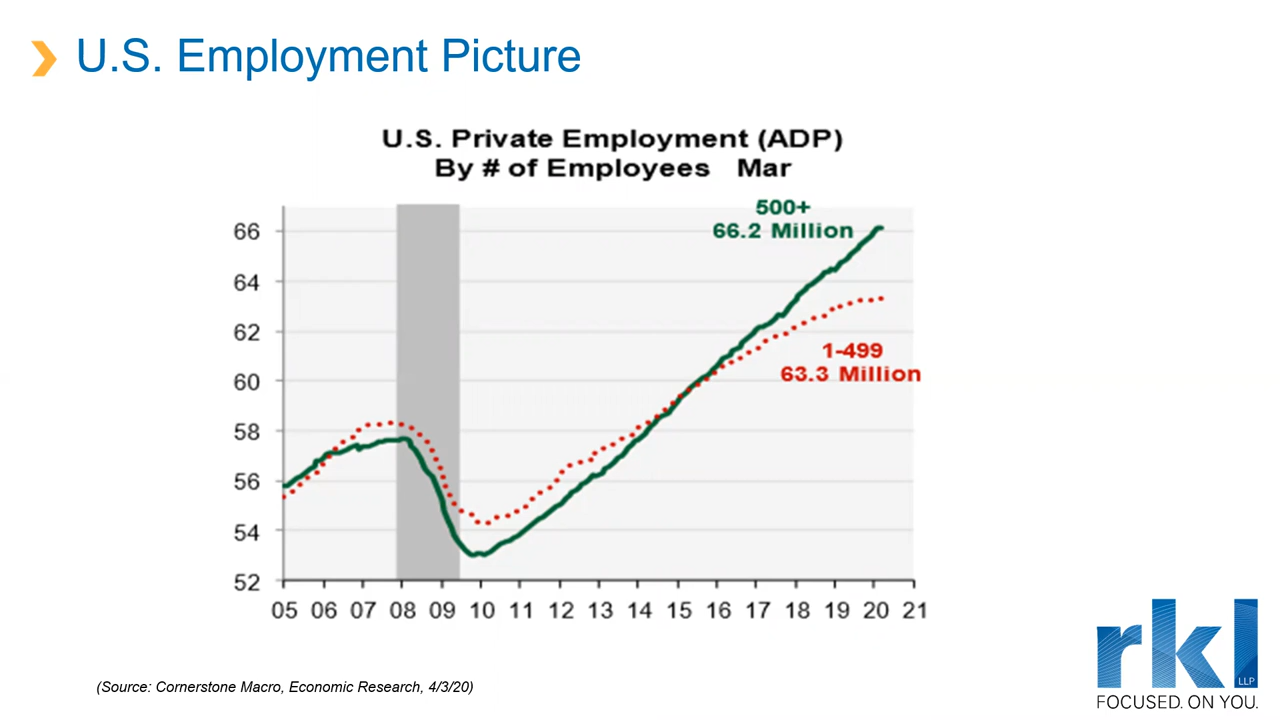 U.S. Employment Picture
U.S. Private Employment (ADP)
By # of Employees Mar
500+
66.2 Million
1-499
63.3 Million
66
64
62
60
58
56
54
52
05 06 07 08 09 10 11 12 13 14 15 16 17 18 19 20 21
(Source: Cornerstone Macro, Economic Research, 4/3/20)
rkl
LLP
FOCUSED. ON YOU.